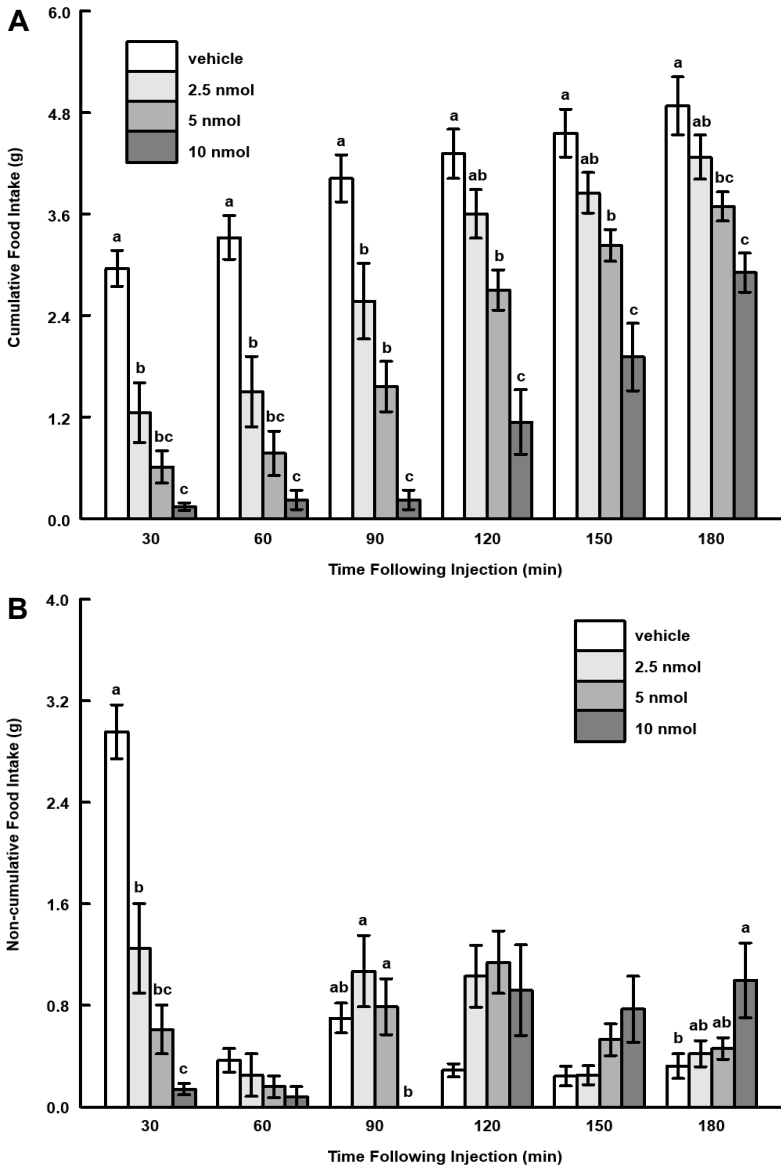 A
Cumulative Food Intake (g)
6.0
4.8
3.6
2.4
1.2
0.0
vehicle
2.5 nmol
5 nmol
10 nmol
a
b
bc
c
a
b
bc
c
a
b
b
c
a
ab
b
c
a
ab
b
c
a
ab
bc
c
30 60 90 120 150 180
Time Following Injection (min)
B
Non-cumulative Food Intake (g)
4.0
3.2
2.4
1.6
0.8
0.0
vehicle
2.5 nmol
5 nmol
10 nmol
a
b
bc
c
ab
a
a
b
b
ab
ab
a
30 60 90 120 150 180
Time Following Injection (min)